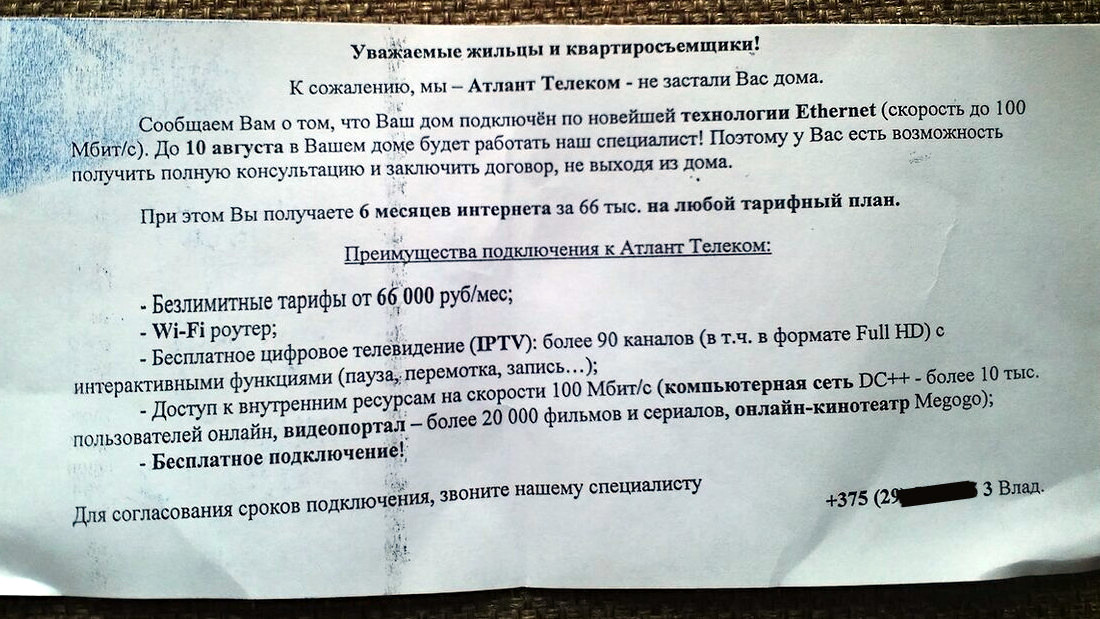 Уважаемые жильцы и квартиросъемщики!
К сожалению, мы – Атлант Телеком - не застали Вас дома.
Сообщаем Вам о том, что Ваш дом подключён по новейшей технологии Ethernet (скорость до 100
Мбит/с). До 10 августа в Вашем доме будет работать наш специалист! Поэтому у Вас есть возможность
получить полную консультацию и заключить договор, не выходя из дома.
При этом Вы получаете 6 месяцев интернета за 66 тыс. на любой тарифный план.
Преимущества подключения к Атлант Телеком:
- Безлимитные тарифы от 66 000 руб/мес;
- Wi-Fi роутер;
- Бесплатное цифровое телевидение (IPTV): более 90 каналов (в т.ч. в формате Full HD) с
интерактивными функциями (пауза, перемотка, запись…);
- Доступ к внутренним ресурсам на скорости 100 Мбит/с (компьютерная сеть DC++ - более 10 тыс.
пользователей онлайн, видеопортал – более 20 000 фильмов и сериалов, онлайн-кинотеатр Megogo);
- Бесплатное подключение!
Для согласования сроков подключения, звоните нашему специалисту
+375 (29 3 Влад.